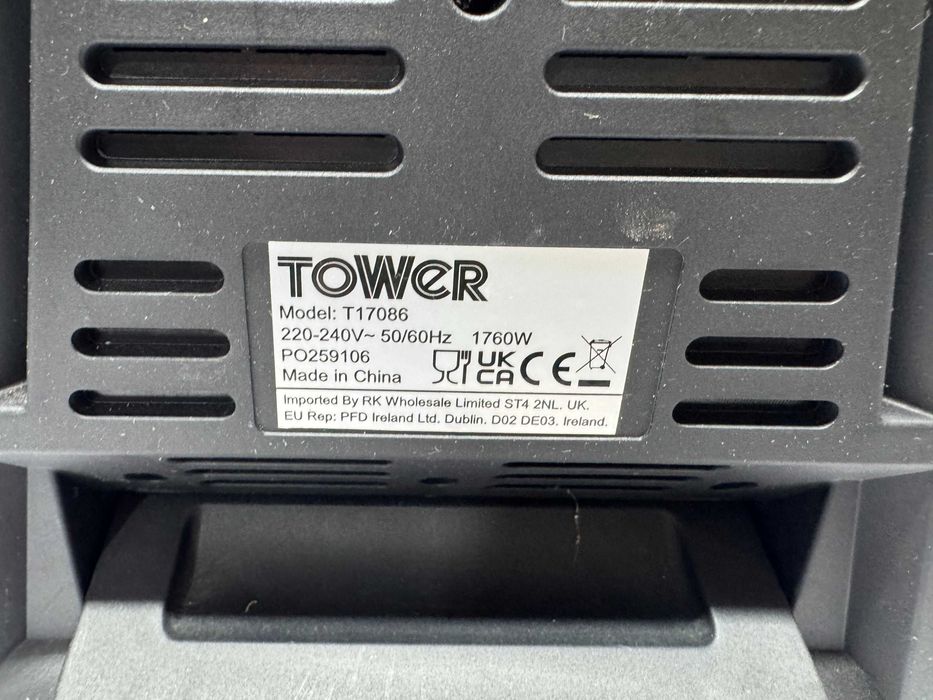 TOWER
Model: T17086
220-240V~ 50/60Hz 1760W
PO259106
Made in China
UK
CA
CE
Imported By RK Wholesale Limited ST4 2NL. UK.
EU Rep: PFD Ireland Ltd. Dublin. D02 DE03. Ireland.